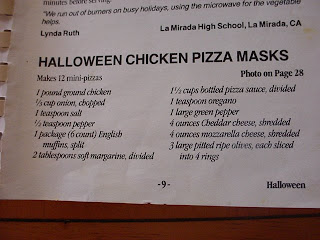 minutes before serving.
"We run out of burners on busy holidays, using the microwave for the vegetable
helps.
Lynda Ruth
La Mirada High School, La Mirada, CA
HALLOWEEN CHICKEN PIZZA MASKS
Makes 12 mini-pizzas
Photo on Page 28
1 pound ground chicken
⅓ cup onion, chopped
1 teaspoon salt
½ teaspoon pepper
1 package (6 count) English
muffins, split
2 tablespoons soft margarine, divided
1½ cups bottled pizza sauce, divided
1 teaspoon oregano
1 large green pepper
4 ounces Cheddar cheese, shredded
4 ounces mozzarella cheese, shredded
3 large pitted ripe olives, each sliced
into 4 rings
-9-
Halloween